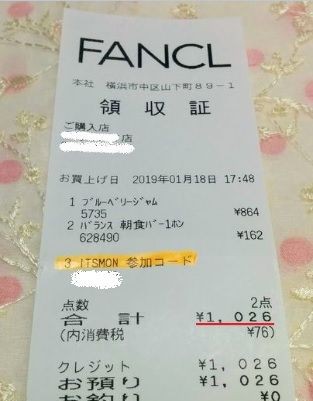 FANCL
本社 横浜市中区山下町89-1
領収証
ご購入店
店
お買上げ日 2019年01月18日 17:48
1 ブルーベリージャム
5735 ¥864
2 バランス 朝食バー1ホン
628490 ¥162
3 ITSMON 参加コード
点数 2点
合計 ¥1,026
(内消費税 ¥76)
クレジット ¥1,026
お預り ¥1,026
お釣り ¥0